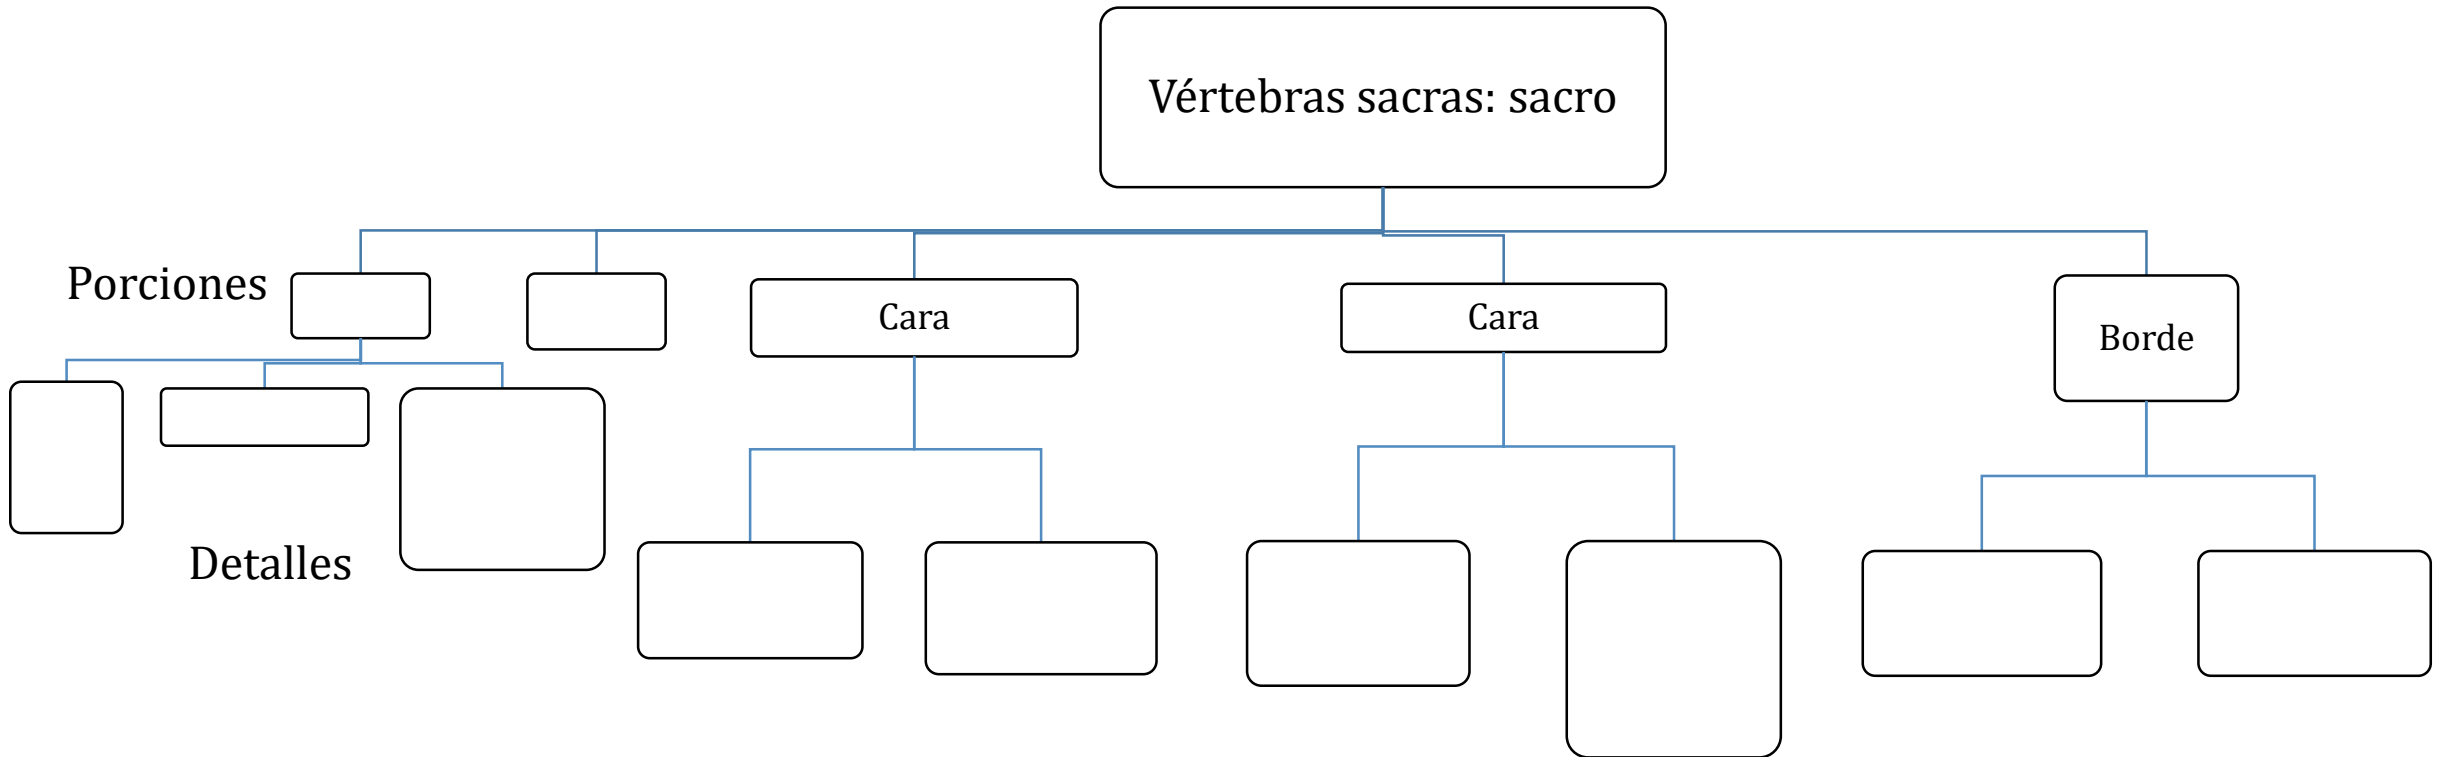 Vértebras sacras: sacro
Porciones
Cara
Cara
Borde
Detalles